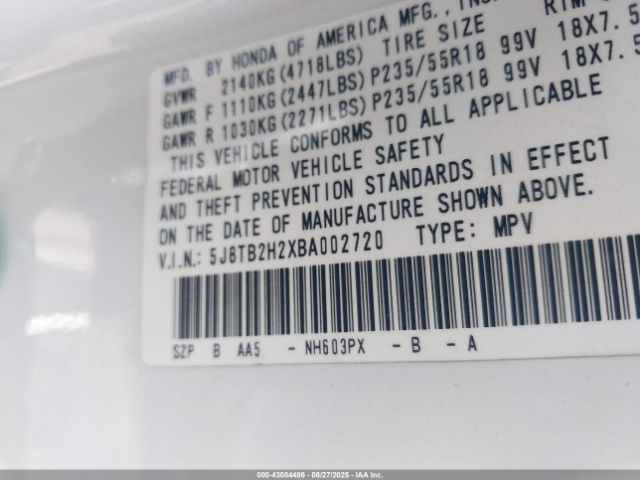 MFD. BY HONDA OF AMERICA MFG., INC.
GVWR 2140KG(4718LBS) TIRE SIZE RIM
GAWR F 1110KG(2447LBS)P235/55R18 99V 18X7.5
GAWR R 1030KG(2271LBS)P235/55R18 99V 18X7.5
THIS VEHICLE CONFORMS TO ALL APPLICABLE
FEDERAL MOTOR VEHICLE SAFETY
AND THEFT PREVENTION STANDARDS IN EFFECT
ON THE DATE OF MANUFACTURE SHOWN ABOVE.
V.I.N.: 5J8TB2H2XBA002720 TYPE: MPV
SZP B AA5 - NH603PX - B - A
000-43084486 - 08/27/2025 - IAA Inc.